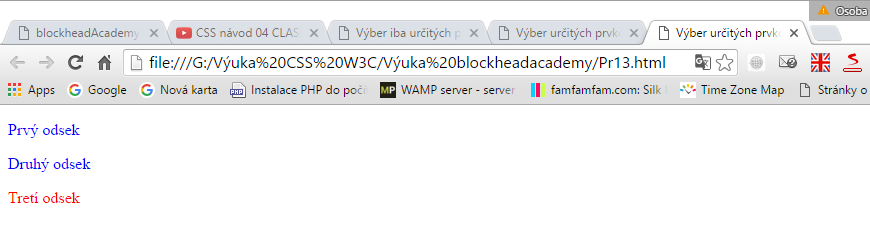 Osoba
blockheadAcademy CSS návod 04 CLAS Výber iba určitých p Výber určitých prvk Výber určitých prvk
file:///G:/Výuka%20CSS%20W3C/Výuka%20blockheadacademy/Pr13.html
Apps Google Nová karta Instalace PHP do počí WAMP server - server famfamfam.com: Silk Time Zone Map Stránky o
Prvý odsek
Druhý odsek
Tretí odsek